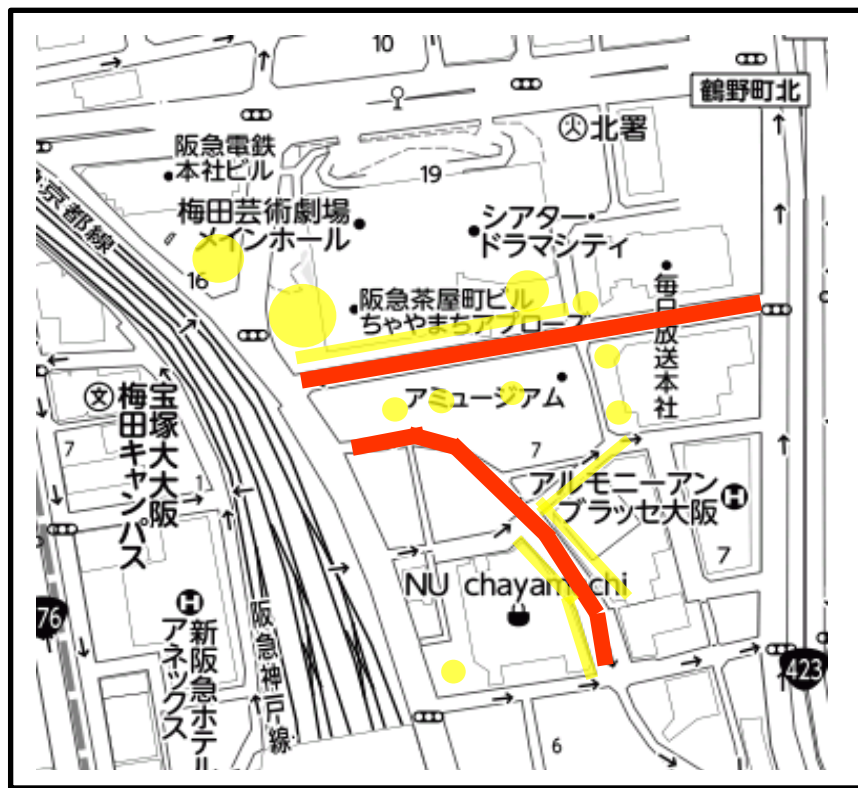 10
鶴野町北
火
北署
阪急電鉄
本社ビル
19
梅田芸術劇場
メインホール
シアター・
ドラマシティ
京都線
16
阪急茶屋町ビル
ちゃやまちアプローズ
毎日放送本社
文
宝塚大大阪
梅田キャンパス
アミュージアム
7
7
1
アルモニーアン
ブラッセ大阪
H
7
NU chayamachi
76
H
新阪急ホテル
アネックス
阪急神戸線
423
6